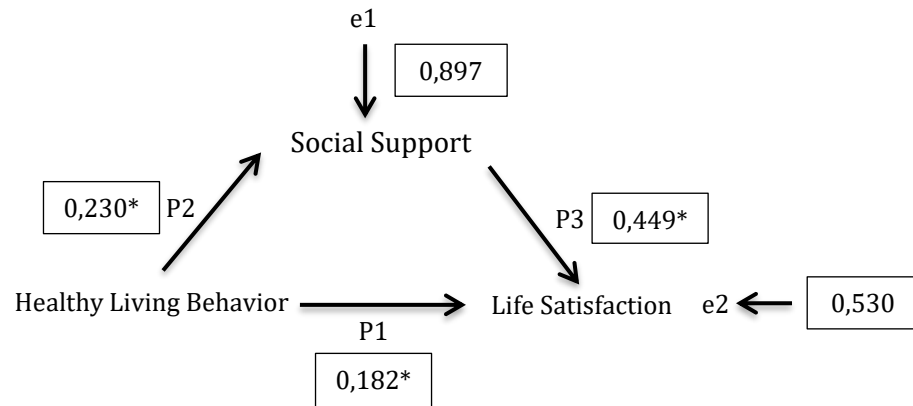 e1
0,897
Social Support
0,230*
P2
P3
0,449*
Healthy Living Behavior
Life Satisfaction
e2
0,530
P1
0,182*